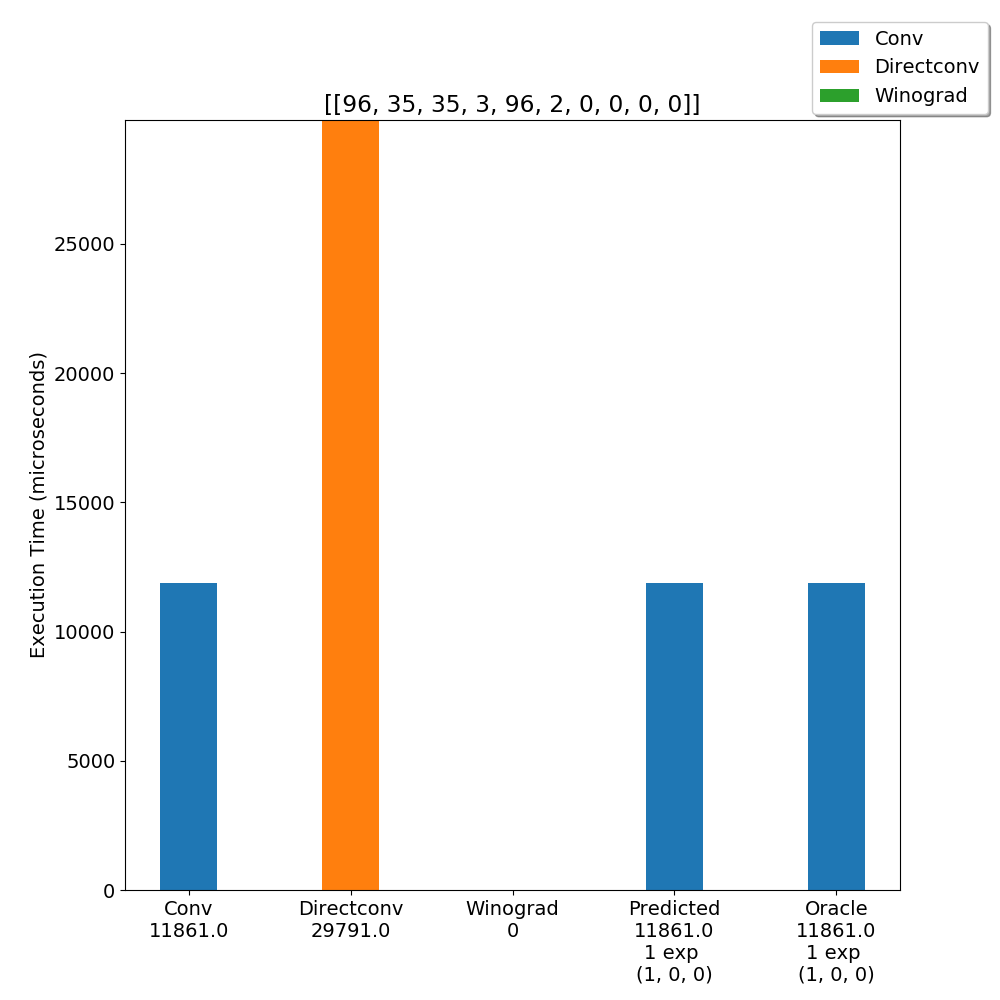 Conv
Directconv
Winograd
[[96, 35, 35, 3, 96, 2, 0, 0, 0, 0]]
Execution Time (microseconds)
25000
20000
15000
10000
5000
0
Conv
11861.0
Directconv
29791.0
Winograd
0
Predicted
11861.0
1 exp
(1, 0, 0)
Oracle
11861.0
1 exp
(1, 0, 0)